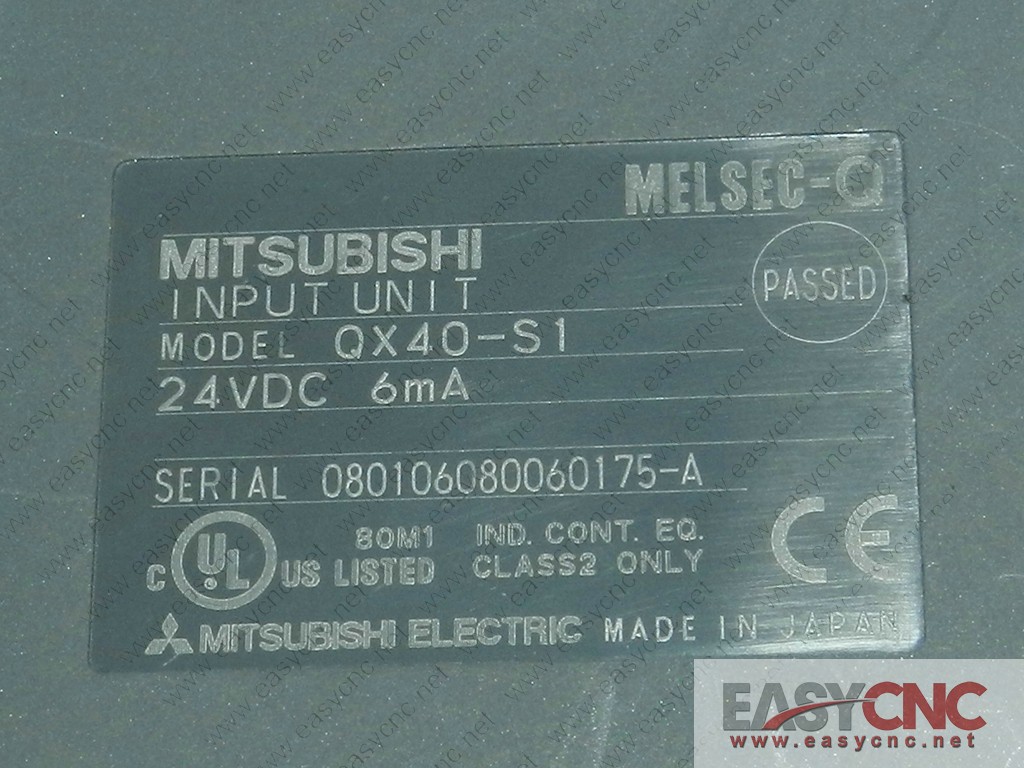 MELSEC-Q
MITSUBISHI
PASSED
INPUT UNIT
MODEL QX40-S1
24VDC 6mA
SERIAL 080106080060175-A
C UL US LISTED 80M1 IND. CONT. EQ.
CLASS2 ONLY
CE
MITSUBISHI ELECTRIC MADE IN JAPAN
EASYCNC
www.easycnc.net